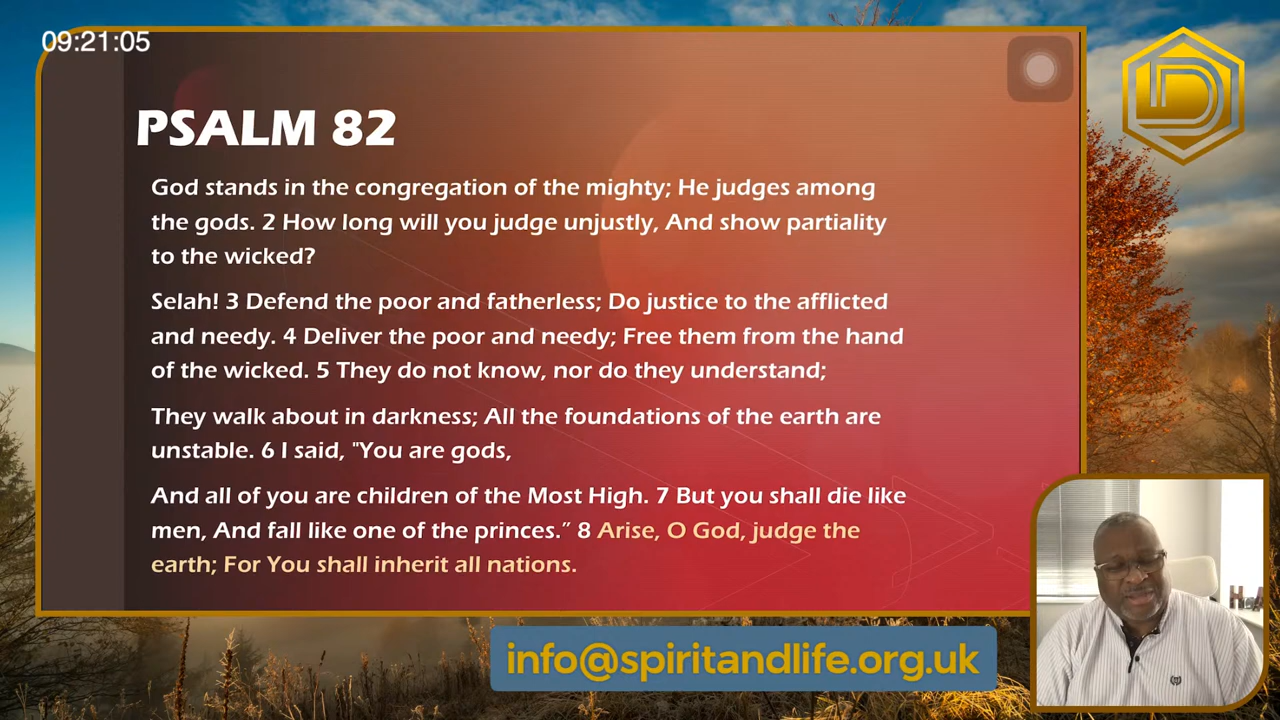 09:21:05
PSALM 82
God stands in the congregation of the mighty; He judges among
the gods. 2 How long will you judge unjustly, And show partiality
to the wicked?
Selah! 3 Defend the poor and fatherless; Do justice to the afflicted
and needy. 4 Deliver the poor and needy; Free them from the hand
of the wicked. 5 They do not know, nor do they understand;
They walk about in darkness; All the foundations of the earth are
unstable. 6 I said, "You are gods,
And all of you are children of the Most High. 7 But you shall die like
men, And fall like one of the princes.” 8 Arise, O God, judge the
earth; For You shall inherit all nations.
info@spiritandlife.org.uk